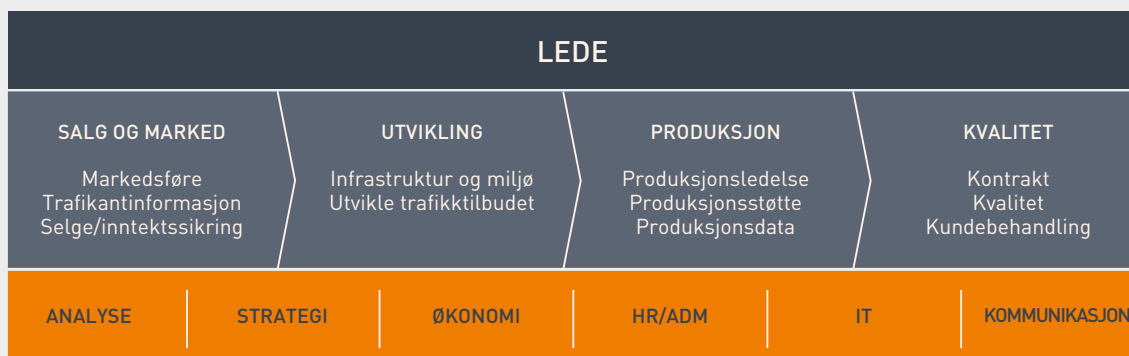 LEDE
SALG OG MARKED
Markedsføre
Trafikantinformasjon
Selge/inntektssikring
UTVIKLING
Infrastruktur og miljø
Utvikle trafikktilbudet
PRODUKSJON
Produksjonsledelse
Produksjonsstøtte
Produksjonsdata
KVALITET
Kontrakt
Kvalitet
Kundebehandling
ANALYSE
STRATEGI
ØKONOMI
HR/ADM
IT
KOMMUNIKASJON